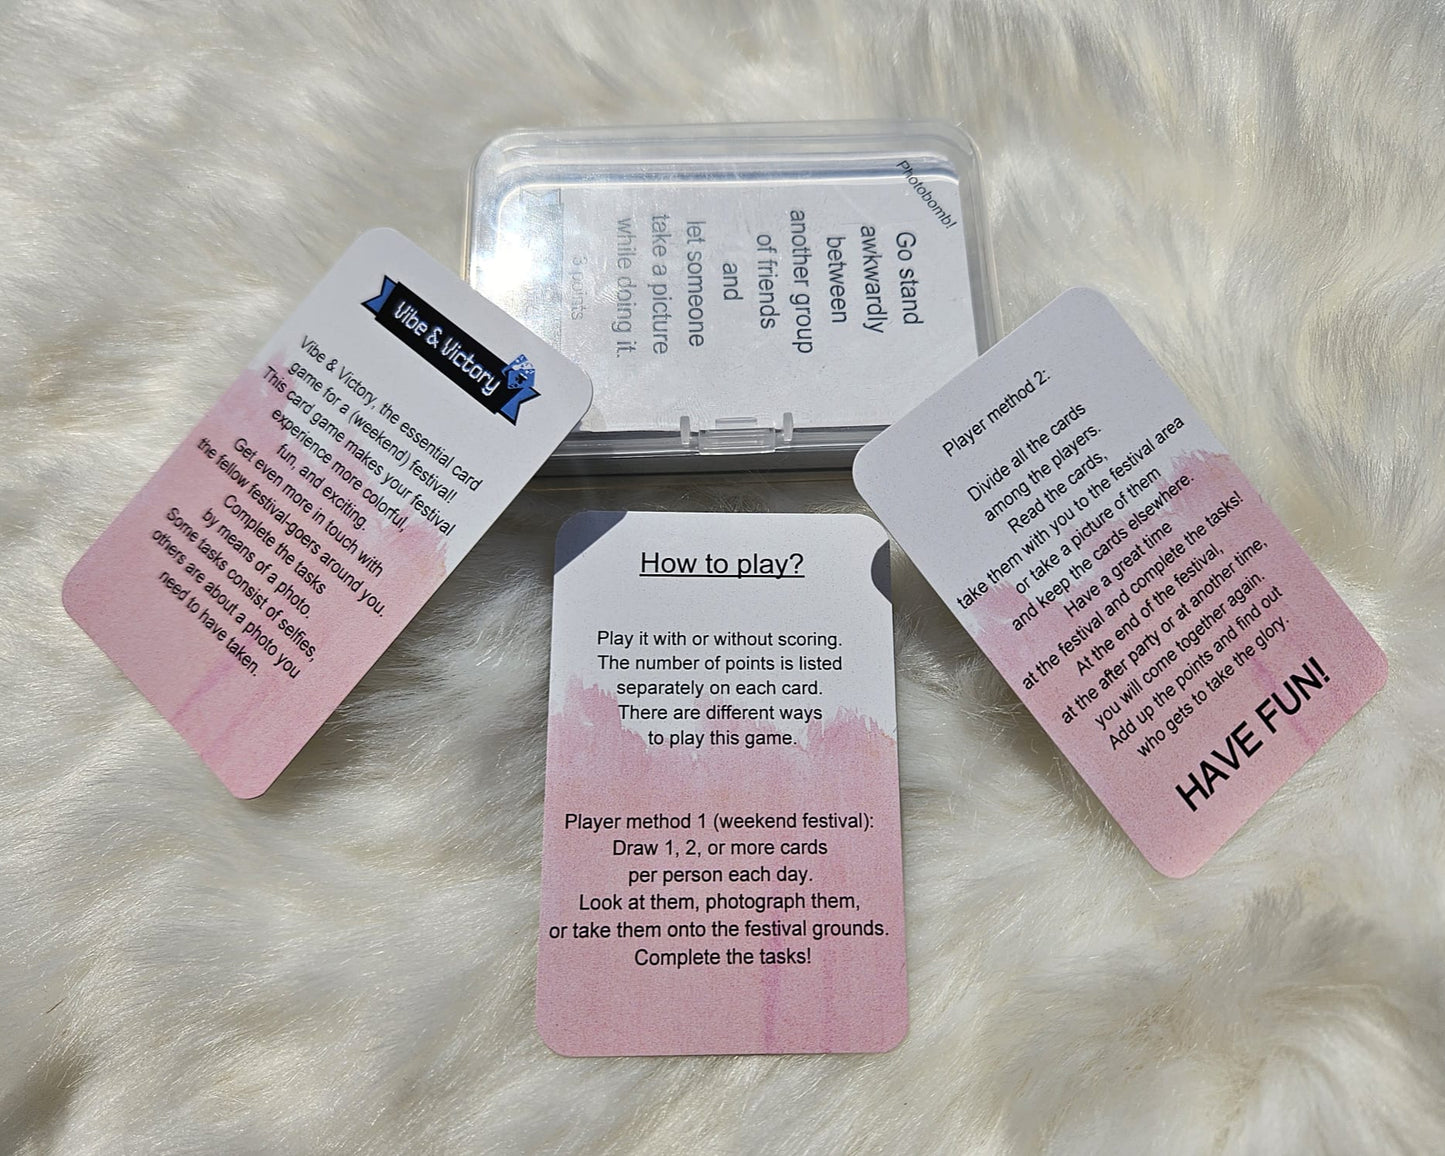 Photobomb!
Go stand
awkwardly
between
another group
of friends
and
let someone
take a picture
while doing it.
3 points
Vibe & Victory
Vibe & Victory, the essential card
game for a (weekend) festival!
This card game makes your festival
experience more colorful,
fun, and exciting.
Get even more in touch with
the fellow festival-goers around you.
Complete the tasks
by means of a photo.
Some tasks consist of selfies,
others are about a photo you
need to have taken.
How to play?
Play it with or without scoring.
The number of points is listed
separately on each card.
There are different ways
to play this game.
Player method 1 (weekend festival):
Draw 1, 2, or more cards
per person each day.
Look at them, photograph them,
or take them onto the festival grounds.
Complete the tasks!
Player method 2:
Divide all the cards
among the players.
Read the cards,
take them with you to the festival area
or take a picture of them
and keep the cards elsewhere.
Have a great time
at the festival and complete the tasks!
At the end of the festival,
at the after party or at another time,
you will come together again.
Add up the points and find out
who gets to take the glory.
HAVE FUN!